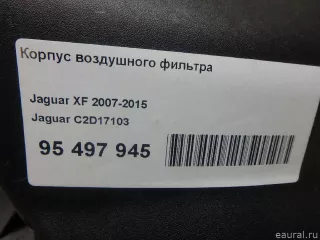 Корпус воздушного фильтра
Jaguar XF 2007-2015
Jaguar C2D17103
95 497 945
eaural.ru